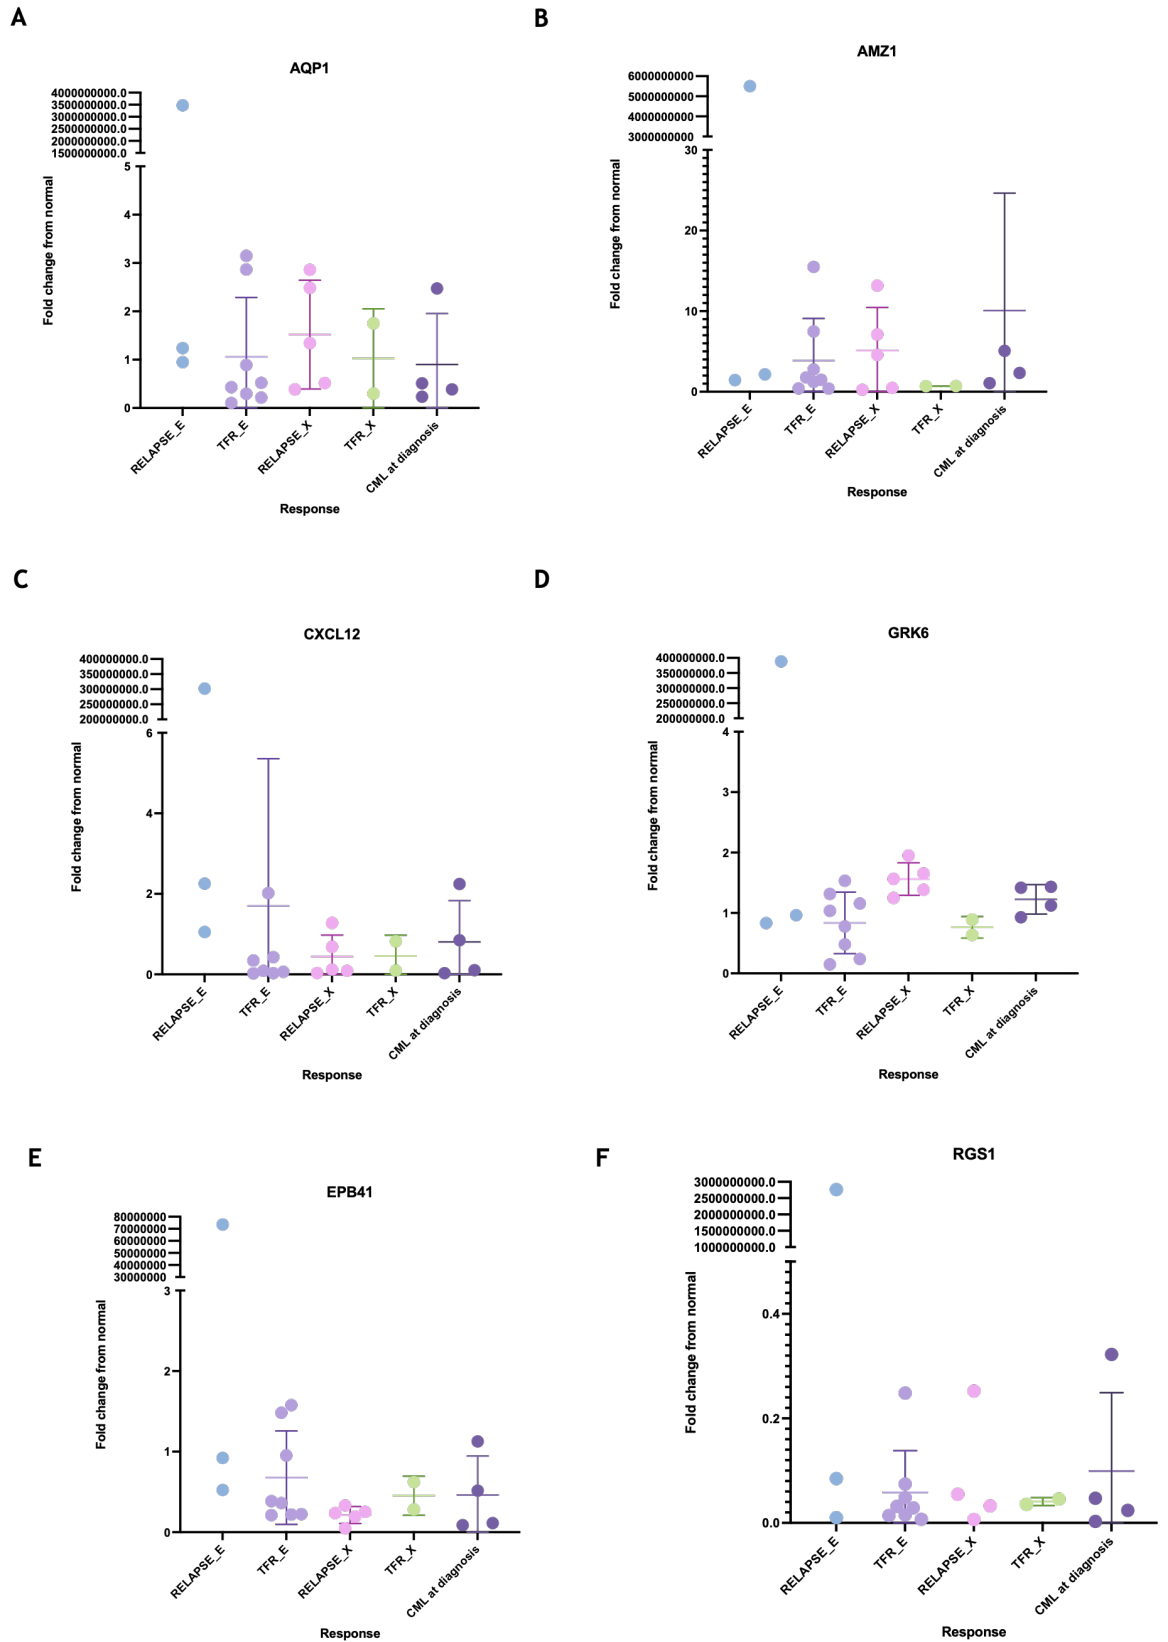 A
AQP1
4000000000.0
3500000000.0
3000000000.0
2500000000.0
2000000000.0
1500000000.0
5
4
3
2
1
0
Fold change from normal
RELAPSE_E
TFR_E
RELAPSE_X
TFR_X
CML at diagnosis
Response
B
AMZ1
6000000000
5000000000
4000000000
3000000000
30
20
10
0
Fold change from normal
RELAPSE_E
TFR_E
RELAPSE_X
TFR_X
CML at diagnosis
Response
C
CXCL12
400000000.0
350000000.0
300000000.0
250000000.0
200000000.0
6
4
2
0
Fold change from normal
RELAPSE_E
TFR_E
RELAPSE_X
TFR_X
CML at diagnosis
Response
D
GRK6
400000000.0
350000000.0
300000000.0
250000000.0
200000000.0
4
3
2
1
0
Fold change from normal
RELAPSE_E
TFR_E
RELAPSE_X
TFR_X
CML at diagnosis
Response
E
EPB41
80000000
70000000
60000000
50000000
40000000
30000000
3
2
1
0
Fold change from normal
RELAPSE_E
TFR_E
RELAPSE_X
TFR_X
CML at diagnosis
Response
F
RGS1
3000000000.0
2500000000.0
2000000000.0
1500000000.0
1000000000.0
0.4
0.2
0.0
Fold change from normal
RELAPSE_E
TFR_E
RELAPSE_X
TFR_X
CML at diagnosis
Response